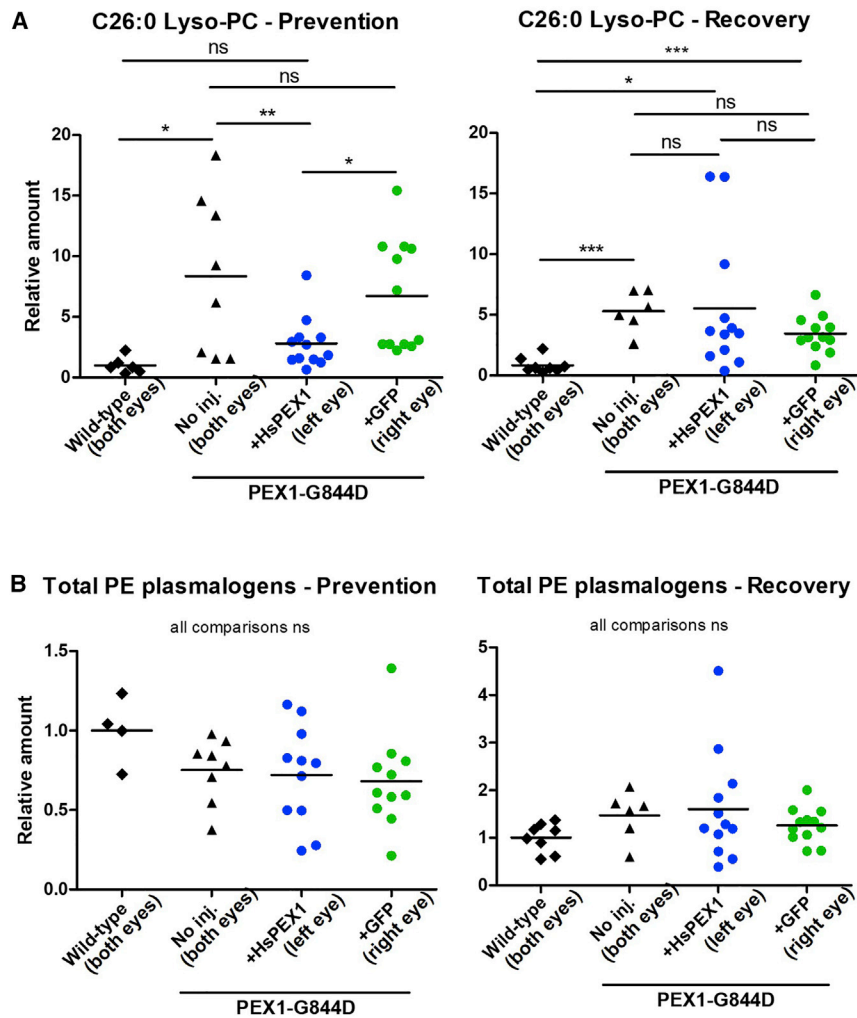 A
C26:0 Lyso-PC - Prevention
ns
ns
*
**
*
Relative amount
20
15
10
5
0
Wild-type
(both eyes)
No inj.
(both eyes)
+HsPEX1
(left eye)
+GFP
(right eye)
PEX1-G844D
C26:0 Lyso-PC - Recovery
***
*
ns
ns
ns
***
20
15
10
5
0
Wild-type
(both eyes)
No inj.
(both eyes)
+HsPEX1
(left eye)
+GFP
(right eye)
PEX1-G844D
B
Total PE plasmalogens - Prevention
all comparisons ns
Relative amount
1.5
1.0
0.5
0.0
Wild-type
(both eyes)
No inj.
(both eyes)
+HsPEX1
(left eye)
+GFP
(right eye)
PEX1-G844D
Total PE plasmalogens - Recovery
all comparisons ns
5
4
3
2
1
0
Wild-type
(both eyes)
No inj.
(both eyes)
+HsPEX1
(left eye)
+GFP
(right eye)
PEX1-G844D